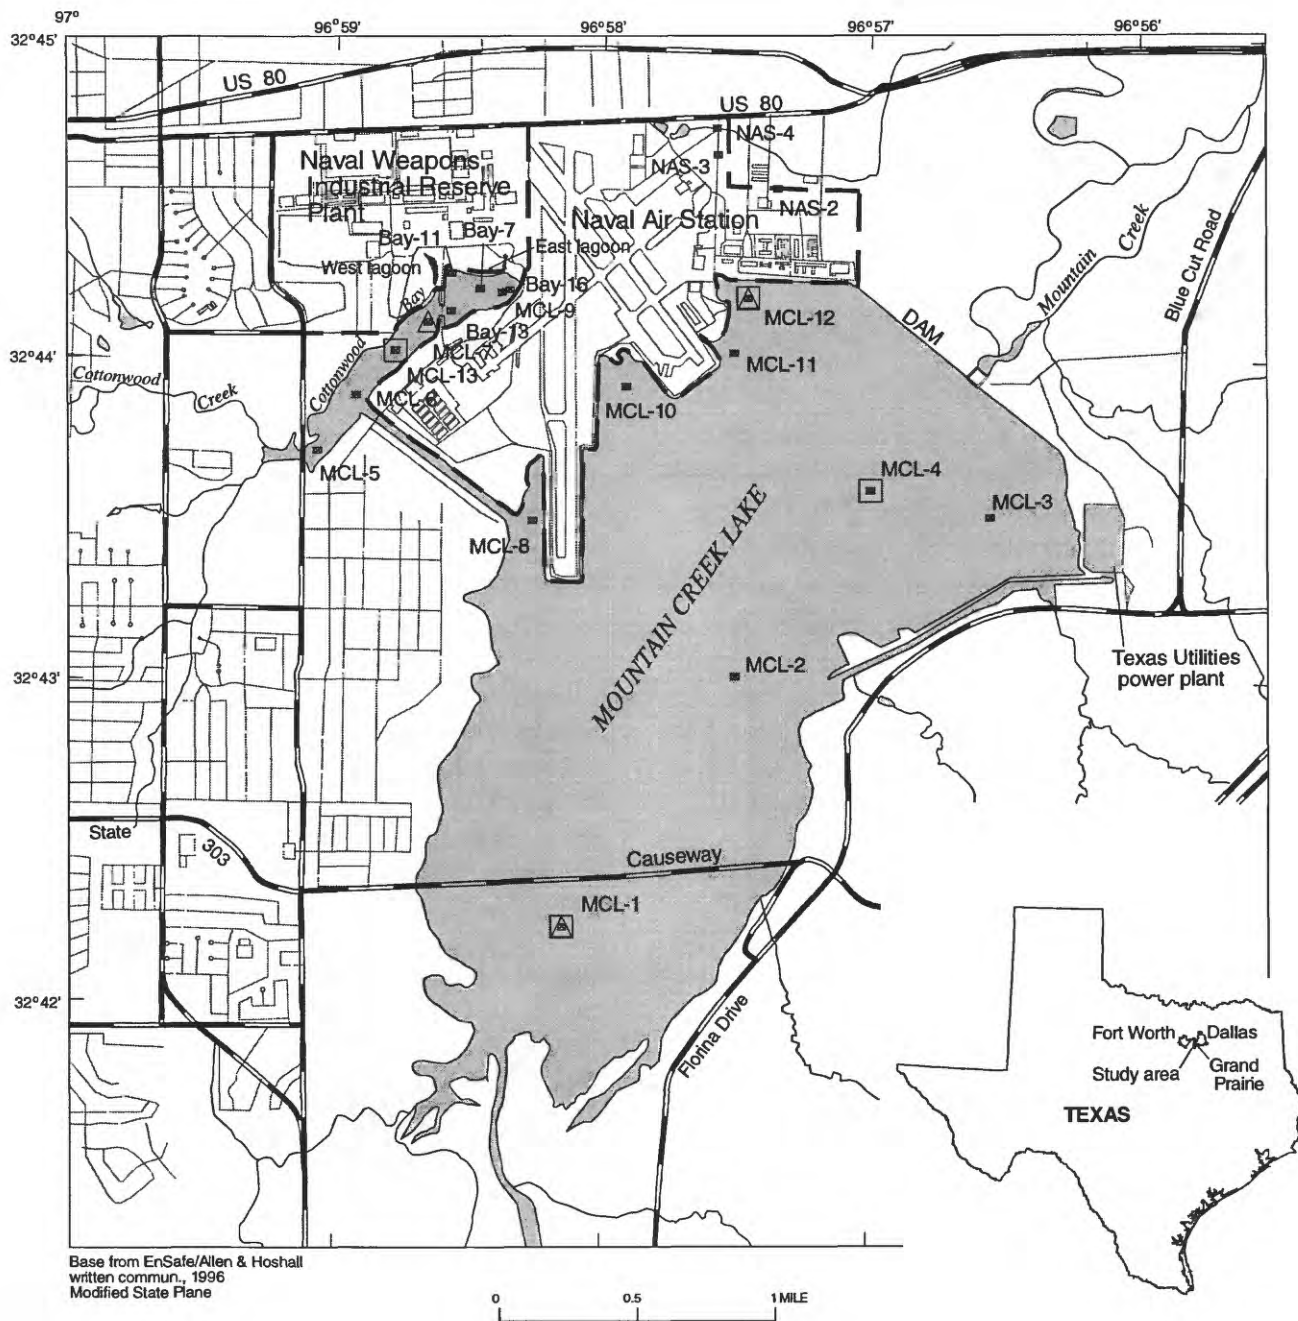 97°
96°59'
96°58'
96°57'
96°56'
32°45'
US 80
US 80
NAS-4
NAS-3
NAS-2
Naval Weapons
Industrial Reserve
Plant
Naval Air Station
Bay-11
Bay-7
East lagoon
West lagoon
Bay-16
MCL-9
Bay-13
MCL-7
MCL-13
MCL-6
Cottonwood Bay
MCL-12
MCL-11
MCL-10
DAM
Mountain Creek
Blue Cut Road
32°44'
Cottonwood
Creek
MCL-5
MCL-8
MCL-4
MCL-3
MOUNTAIN CREEK LAKE
MCL-2
32°43'
Texas Utilities
power plant
State
303
Causeway
MCL-1
32°42'
Florina Drive
Fort Worth
Dallas
Study area
Grand
Prairie
TEXAS
Base from EnSafe/Allen & Hoshall
written commun., 1996
Modified State Plane
0 0.5 1 MILE